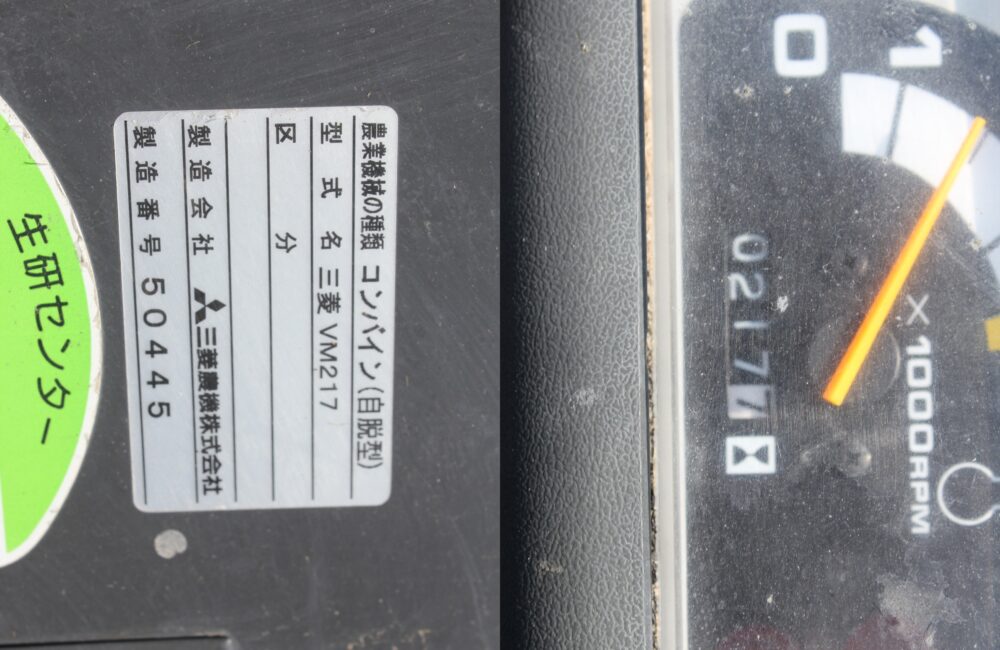 農業機械の種類 コンバイン(自脱型)
型式名 三菱 VM217
区分
製造会社 三菱農機株式会社
製造番号 50445
生研センター
0
1
0217
×1000RPM